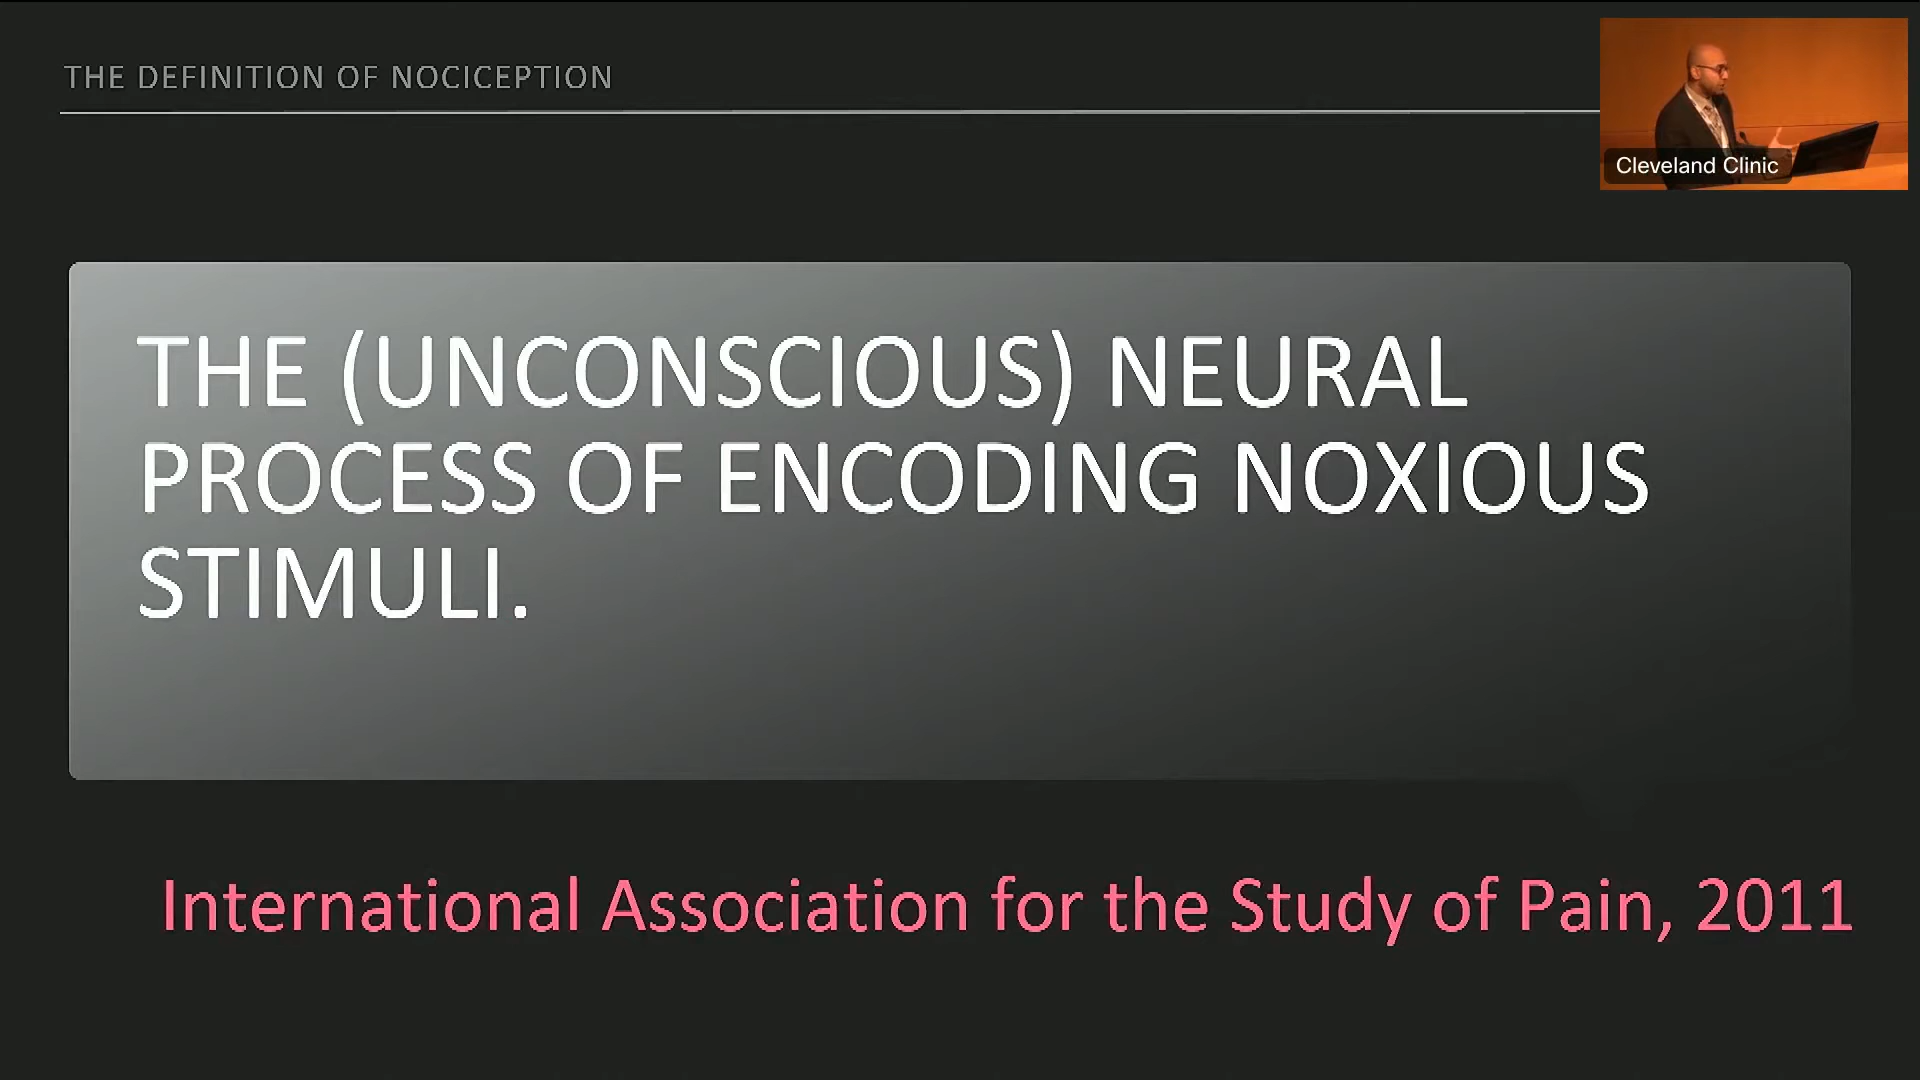 THE DEFINITION OF NOCICEPTION
Cleveland Clinic
THE (UNCONSCIOUS) NEURAL
PROCESS OF ENCODING NOXIOUS
STIMULI.
International Association for the Study of Pain, 2011